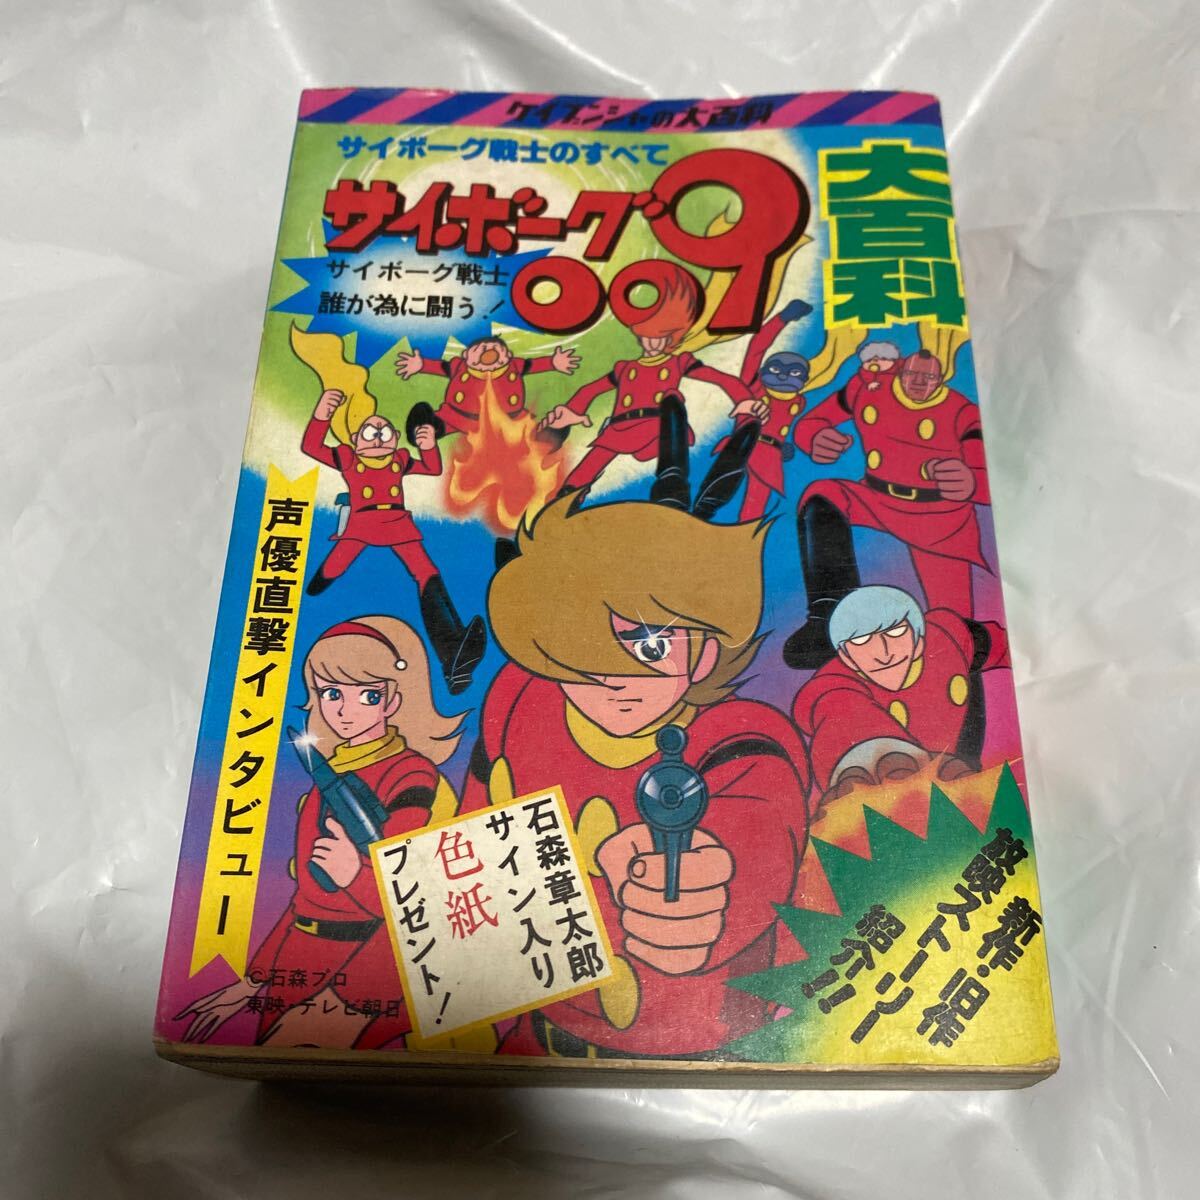 ケイブンシャの大百科
サイボーグ戦士のすべて
サイボーグ
009
大百科
サイボーグ戦士
誰が為に闘う!
声優直撃インタビュー
石森章太郎
サイン入り
色紙
プレゼント!
新作・旧作
放映ストーリー
紹介!!
©石森プロ
東映・テレビ朝日